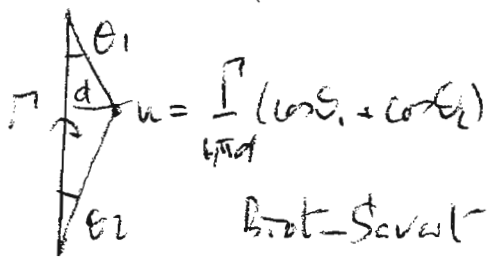 θ1
Γ d u = Γ/4πd (cosθ1 + cosθ2)
θ2 Biot-Savart